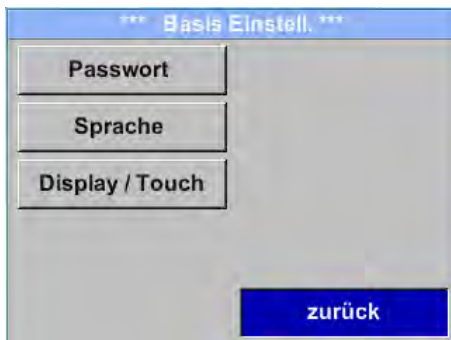 *** Basis Einstell. ***
Passwort
Sprache
Display / Touch
zurück